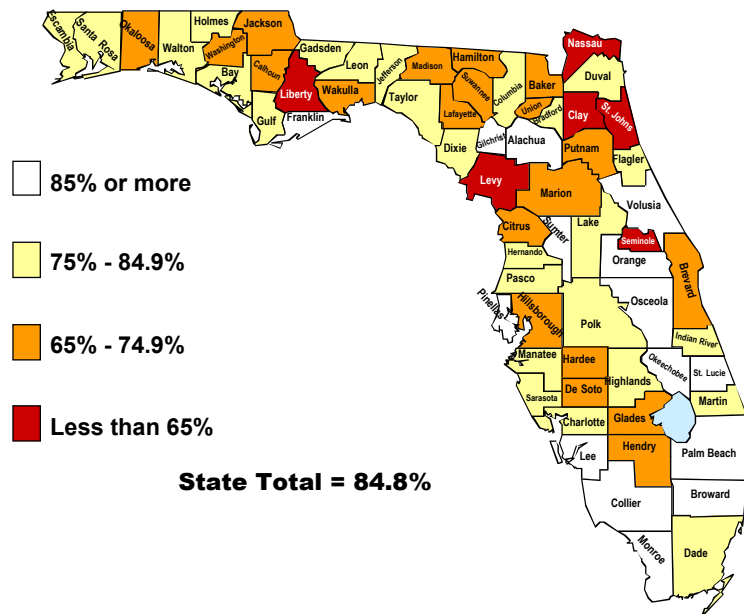 Escambia
Santa Rosa
Okaloosa
Walton
Holmes
Washington
Jackson
Bay
Calhoun
Gulf
Liberty
Gadsden
Franklin
Leon
Wakulla
Jefferson
Madison
Taylor
Hamilton
Suwannee
Lafayette
Dixie
Columbia
Gilchrist
Baker
Union
Bradford
Alachua
Nassau
Duval
Clay
St. Johns
Putnam
Flagler
Levy
Marion
Volusia
Citrus
Sumter
Lake
Seminole
Orange
Hernando
Pasco
Brevard
Osceola
Pinellas
Hillsborough
Polk
Indian River
Manatee
Hardee
Okeechobee
St. Lucie
Highlands
De Soto
Sarasota
Martin
Charlotte
Glades
Lee
Hendry
Palm Beach
Collier
Broward
Monroe
Dade
85% or more
75% - 84.9%
65% - 74.9%
Less than 65%
State Total = 84.8%